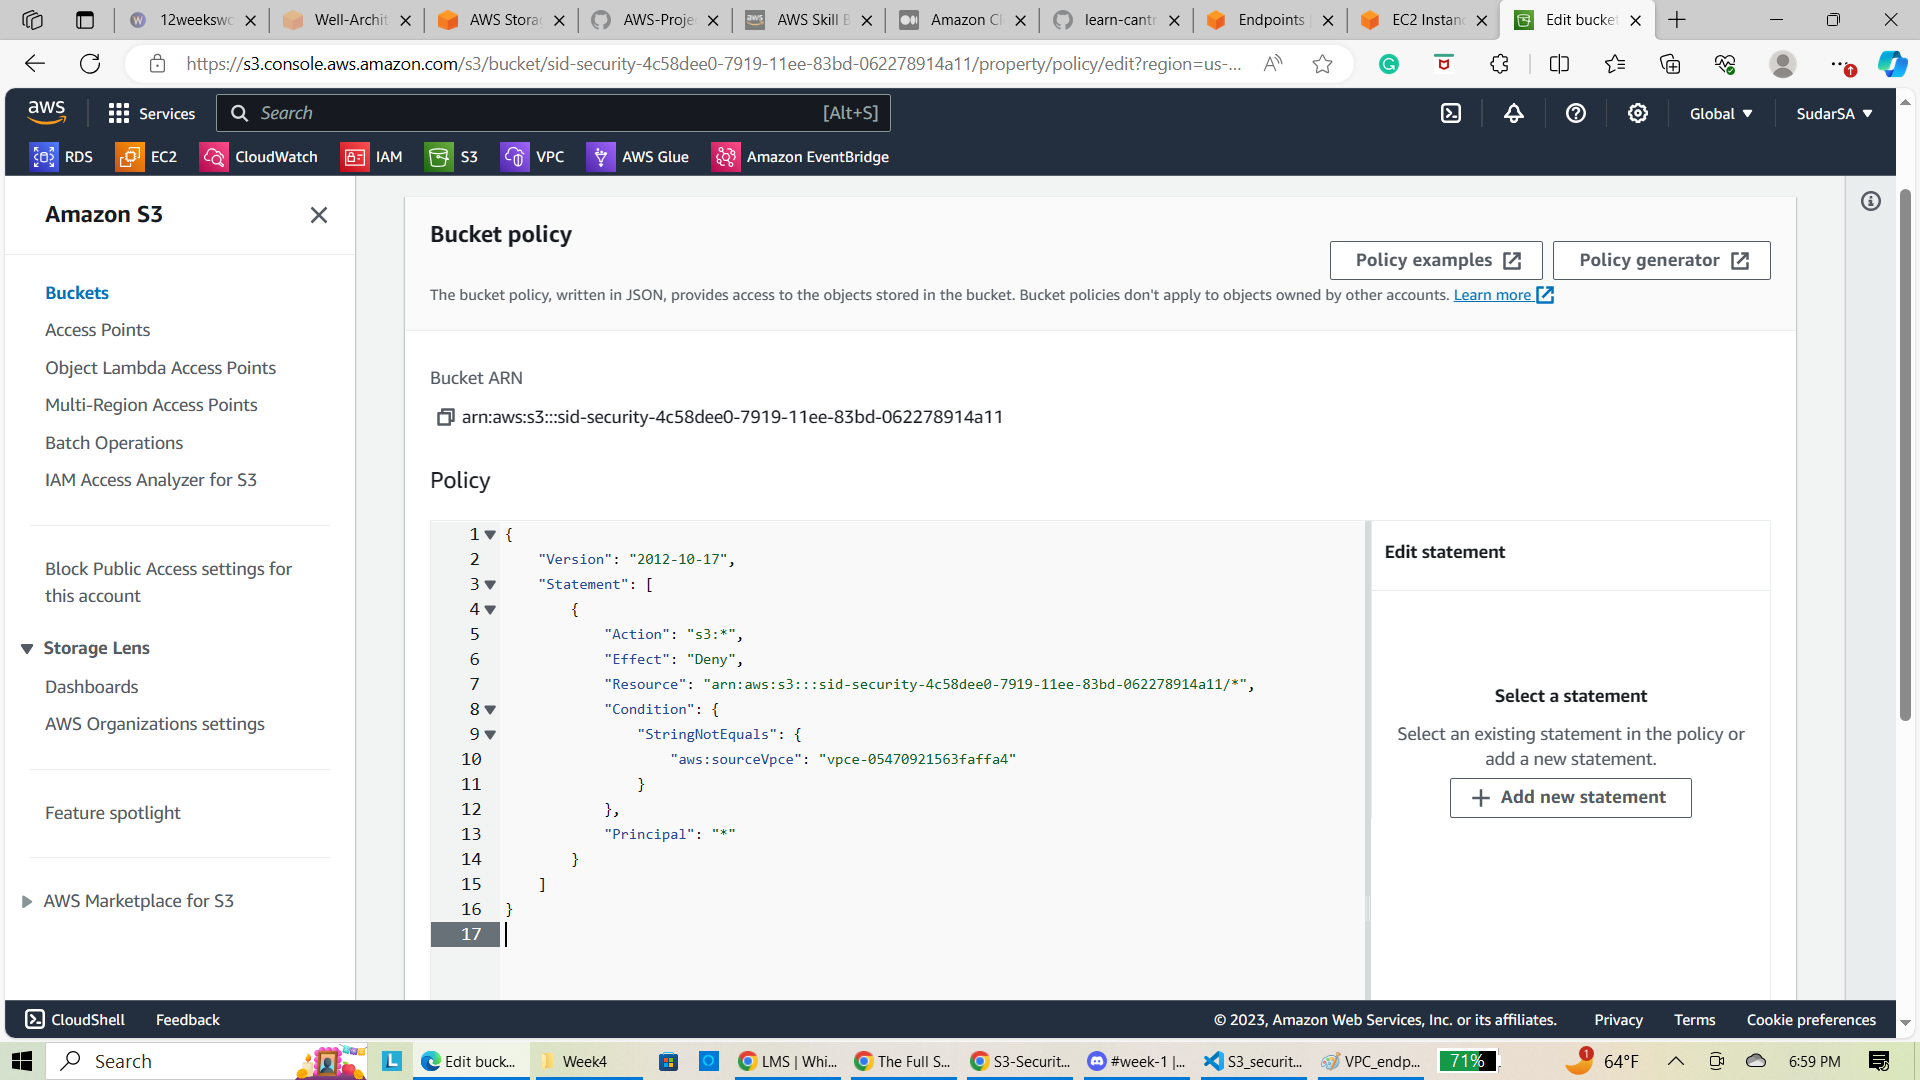 12weekswo
Well-Archit
AWS Storag
AWS-Projec
AWS Skill B
Amazon Cl
learn-cantr
Endpoints
EC2 Instan
Edit bucket
https://s3.console.aws.amazon.com/s3/bucket/sid-security-4c58dee0-7919-11ee-83bd-062278914a11/property/policy/edit?region=us-...
aws
Services
Search
[Alt+S]
Global
SudarSA
RDS
EC2
CloudWatch
IAM
S3
VPC
AWS Glue
Amazon EventBridge
Amazon S3
Buckets
Access Points
Object Lambda Access Points
Multi-Region Access Points
Batch Operations
IAM Access Analyzer for S3
Block Public Access settings for
this account
Storage Lens
Dashboards
AWS Organizations settings
Feature spotlight
AWS Marketplace for S3
Bucket policy
Policy examples
Policy generator
The bucket policy, written in JSON, provides access to the objects stored in the bucket. Bucket policies don't apply to objects owned by other accounts. Learn more
Bucket ARN
arn:aws:s3:::sid-security-4c58dee0-7919-11ee-83bd-062278914a11
Policy
1 {
2 "Version": "2012-10-17",
3 "Statement": [
4 {
5 "Action": "s3:*",
6 "Effect": "Deny",
7 "Resource": "arn:aws:s3:::sid-security-4c58dee0-7919-11ee-83bd-062278914a11/*",
8 "Condition": {
9 "StringNotEquals": {
10 "aws:sourceVpce": "vpce-05470921563faffa4"
11 }
12 },
13 "Principal": "*"
14 }
15 ]
16 }
17
Edit statement
Select a statement
Select an existing statement in the policy or
add a new statement.
Add new statement
CloudShell
Feedback
© 2023, Amazon Web Services, Inc. or its affiliates.
Privacy
Terms
Cookie preferences
Search
Edit buck...
Week4
LMS | Whi...
The Full S...
S3-Securit...
#week-1 |...
S3_securit...
VPC_endp...
71%
1
64°F
6:59 PM